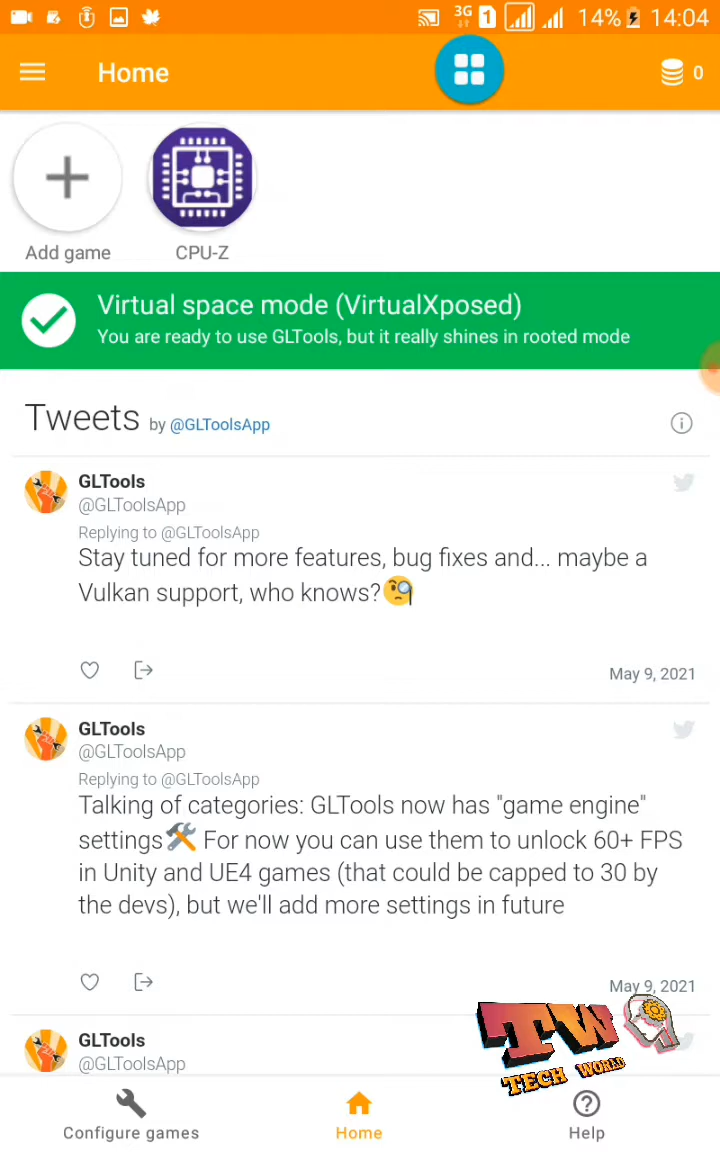 3G 1 14% 14:04
Home 0
Add game CPU-Z
Virtual space mode (VirtualXposed)
You are ready to use GLTools, but it really shines in rooted mode
Tweets by @GLToolsApp
GLTools
@GLToolsApp
Replying to @GLToolsApp
Stay tuned for more features, bug fixes and... maybe a
Vulkan support, who knows?🧐
May 9, 2021
GLTools
@GLToolsApp
Replying to @GLToolsApp
Talking of categories: GLTools now has "game engine"
settings🛠️ For now you can use them to unlock 60+ FPS
in Unity and UE4 games (that could be capped to 30 by
the devs), but we'll add more settings in future
May 9, 2021
GLTools
@GLToolsApp
TW
TECH WORLD
Configure games Home Help